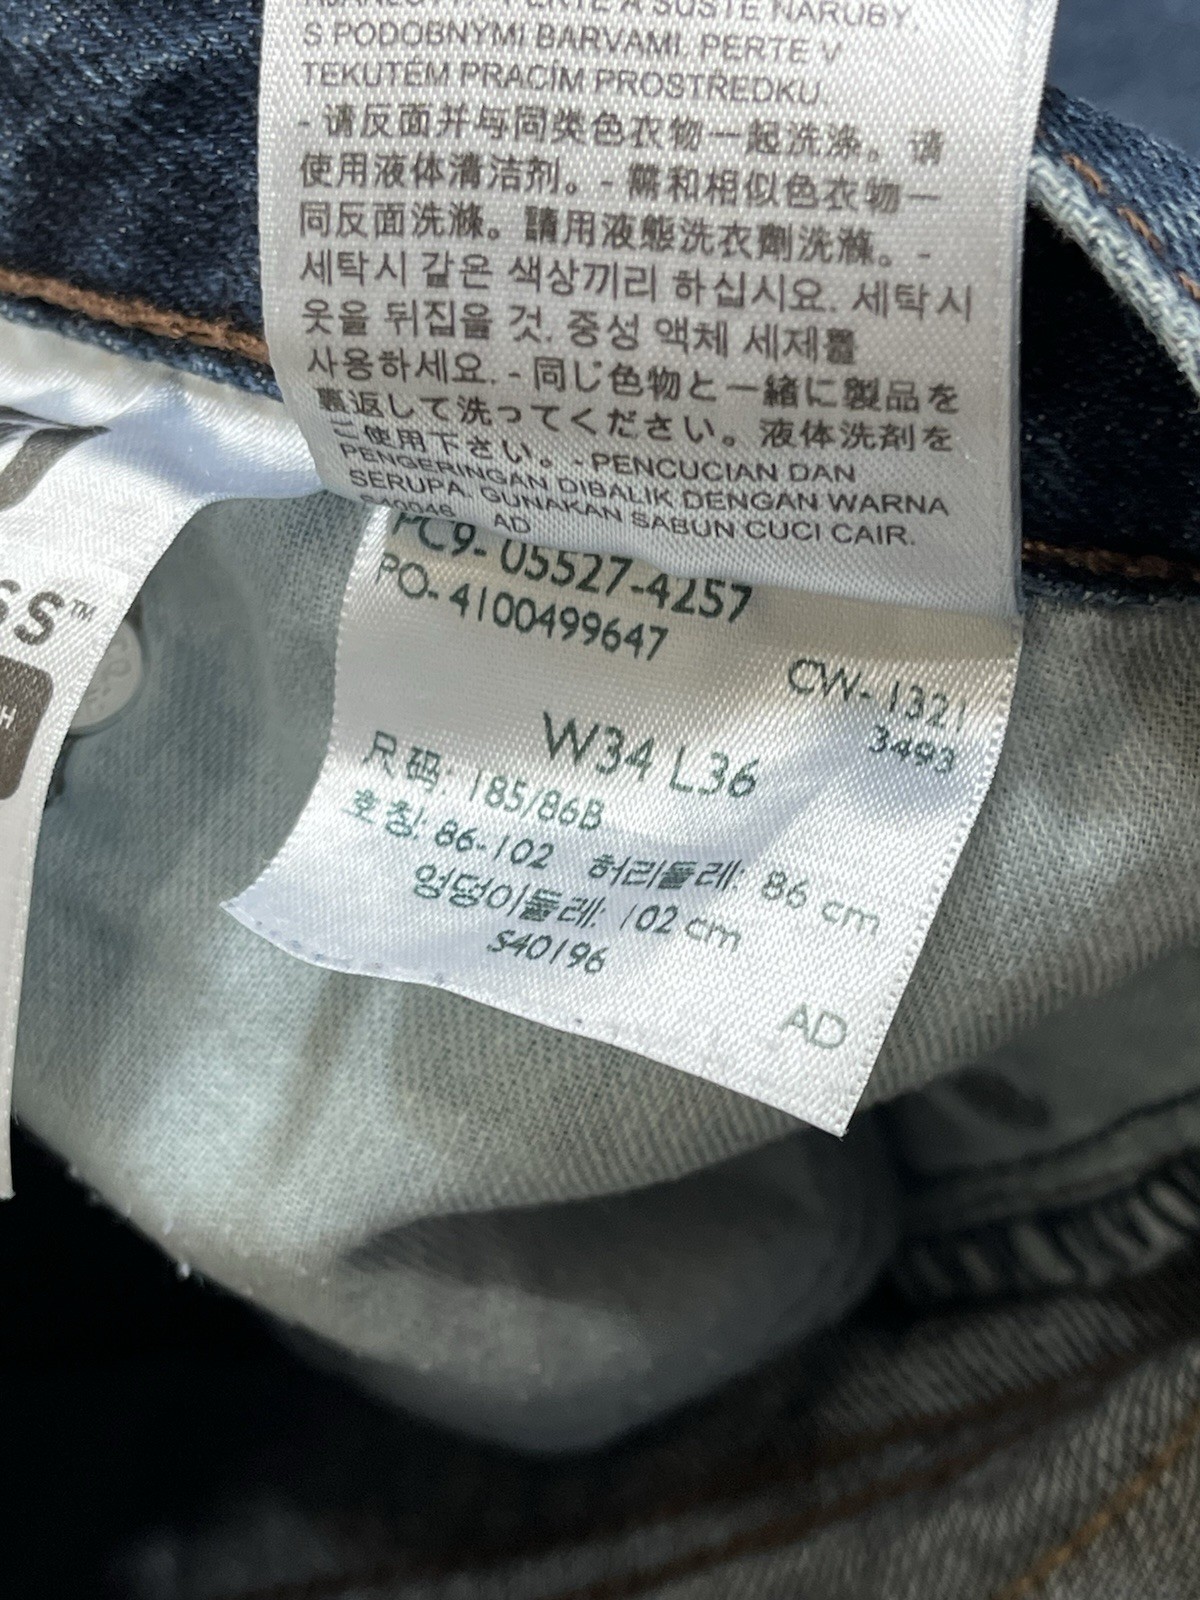 PERTE A SUŠTE NARUBY.
S PODOBNÝMI BARVAMI. PERTE V
TEKUTÉM PRACÍM PROSTŘEDKU.
- 请反面并与同类色衣物一起洗涤。请
使用液体清洁剂。- 需和相似色衣物一
同反面洗滌。請用液態洗衣劑洗滌。-
세탁시 같은 색상끼리 하십시요. 세탁시
옷을 뒤집을 것. 중성 액체 세제를
사용하세요. - 同じ色物と一緒に製品を
裏返して洗ってください。液体洗剤を
ご使用下さい。- PENCUCIAN DAN
PENGERINGAN DIBALIK DENGAN WARNA
SERUPA. GUNAKAN SABUN CUCI CAIR.
AD
SS™
H
PC9- 05527-4257
PO- 4100499647
CW- 1321
3493
W34 L36
尺码: 185/86B
호칭: 86-102 허리둘레: 86 cm
엉덩이둘레: 102 cm
S40196
AD